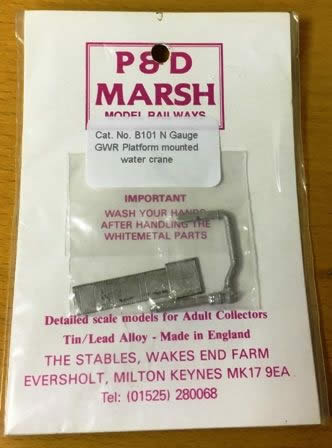 P&D
MARSH
MODEL RAILWAYS
Cat. No. B101 N Gauge
GWR Platform mounted
water crane
IMPORTANT
WASH YOUR HANDS
AFTER HANDLING THE
WHITEMETAL PARTS
Detailed scale models for Adult Collectors
Tin/Lead Alloy - Made in England
THE STABLES, WAKES END FARM
EVERSHOLT, MILTON KEYNES MK17 9EA
Tel: (01525) 280068